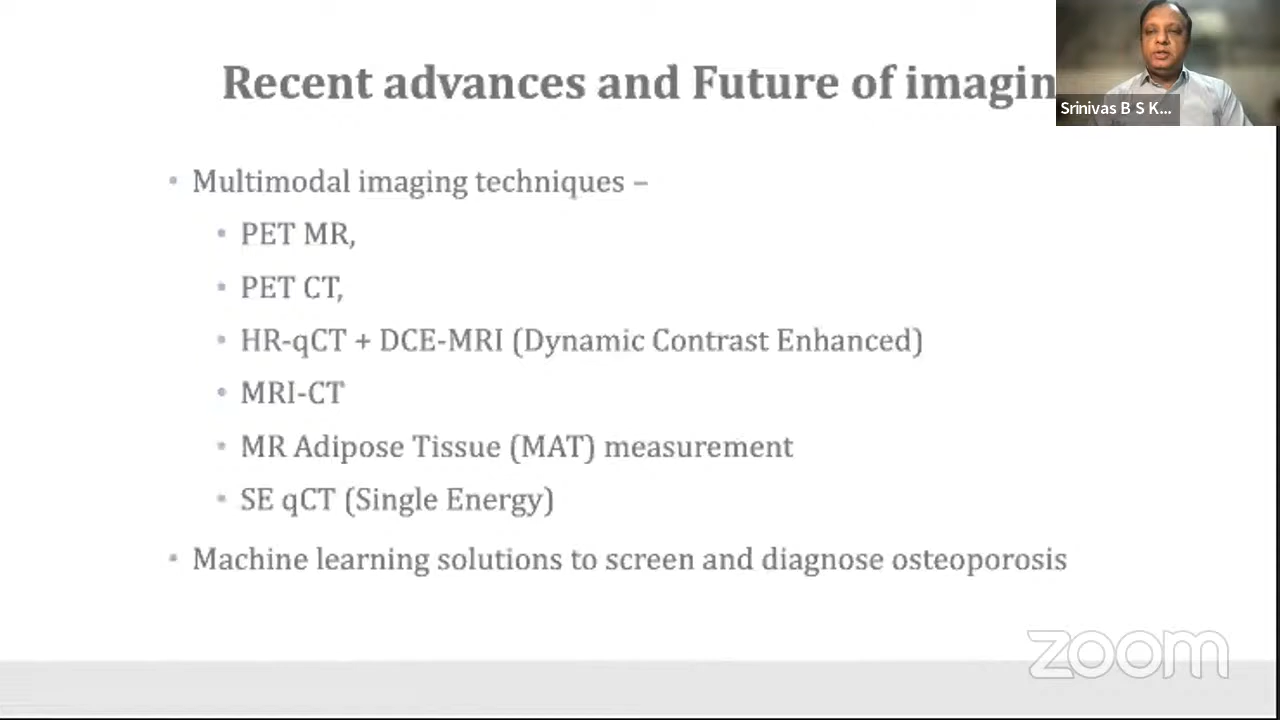 Recent advances and Future of imagin
Srinivas B S K...
• Multimodal imaging techniques –
• PET MR,
• PET CT,
• HR-qCT + DCE-MRI (Dynamic Contrast Enhanced)
• MRI-CT
• MR Adipose Tissue (MAT) measurement
• SE qCT (Single Energy)
• Machine learning solutions to screen and diagnose osteoporosis
zoom